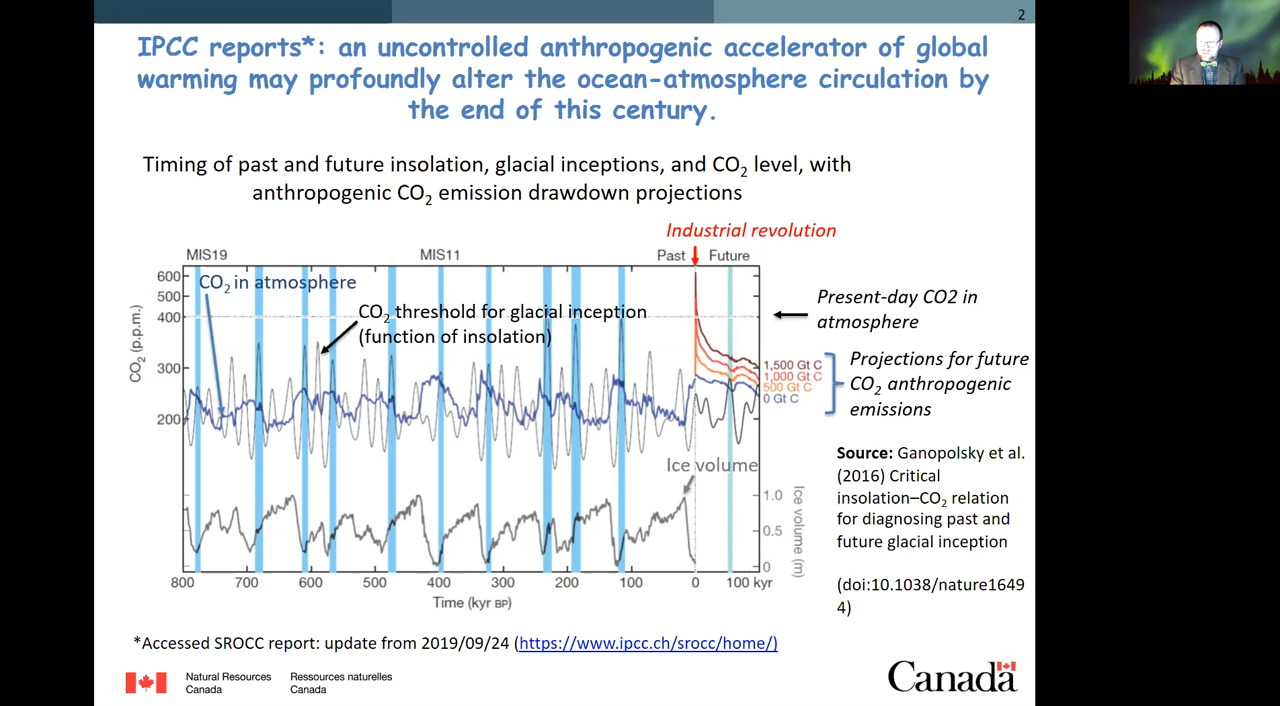 2
IPCC reports*: an uncontrolled anthropogenic accelerator of global
warming may profoundly alter the ocean-atmosphere circulation by
the end of this century.
Timing of past and future insolation, glacial inceptions, and CO2 level, with
anthropogenic CO2 emission drawdown projections
Industrial revolution
MIS19
MIS11
Past
Future
CO2 in atmosphere
CO2 threshold for glacial inception
(function of insolation)
CO2 (p.p.m.)
600
500
400
300
200
Present-day CO2 in
atmosphere
1,500 Gt C
1,000 Gt C
500 Gt C
0 Gt C
Projections for future
CO2 anthropogenic
emissions
Ice volume
1.0
0.5
0
Ice volume (m)
800 700 600 500 400 300 200 100 0 100 kyr
Time (kyr BP)
Source: Ganopolsky et al.
(2016) Critical
insolation–CO2 relation
for diagnosing past and
future glacial inception
(doi:10.1038/nature1649
4)
*Accessed SROCC report: update from 2019/09/24 (https://www.ipcc.ch/srocc/home/)
Natural Resources
Canada
Ressources naturelles
Canada
Canada